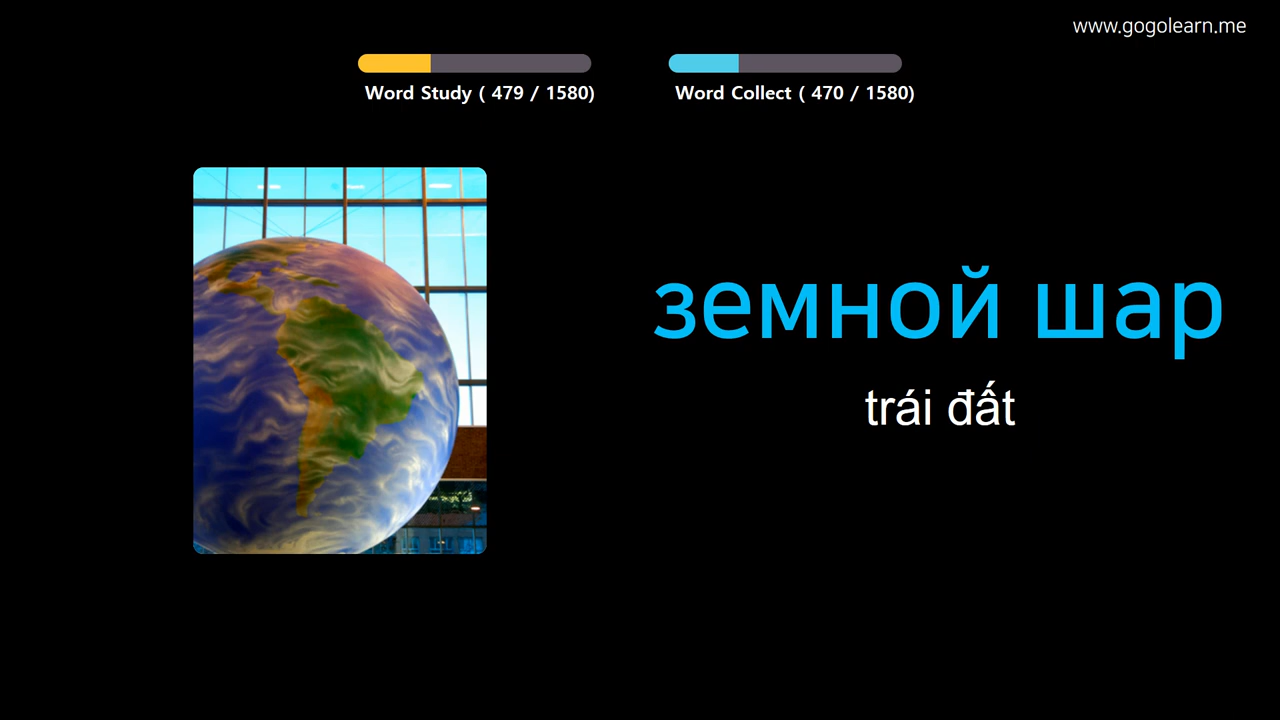 www.gogolearn.me
Word Study ( 479 / 1580)
Word Collect ( 470 / 1580)
земной шар
trái đất